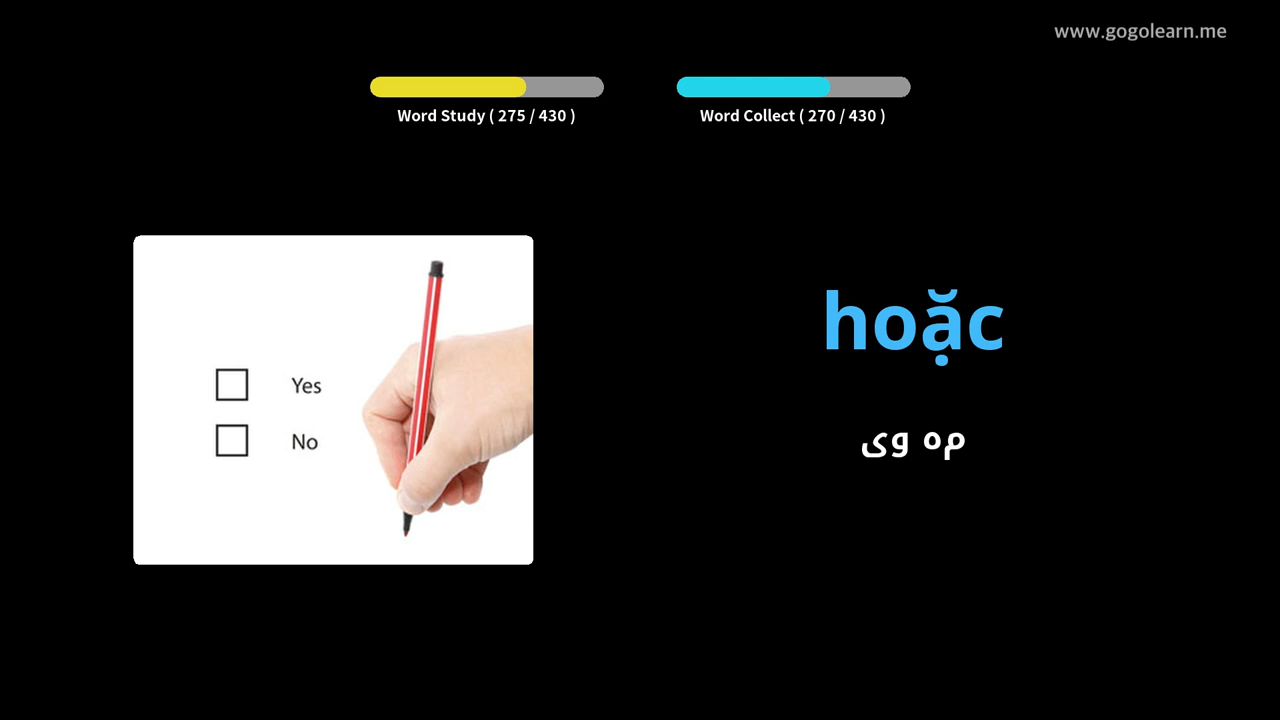 www.gogolearn.me
Word Study ( 275 / 430 )
Word Collect ( 270 / 430 )
Yes
No
hoặc